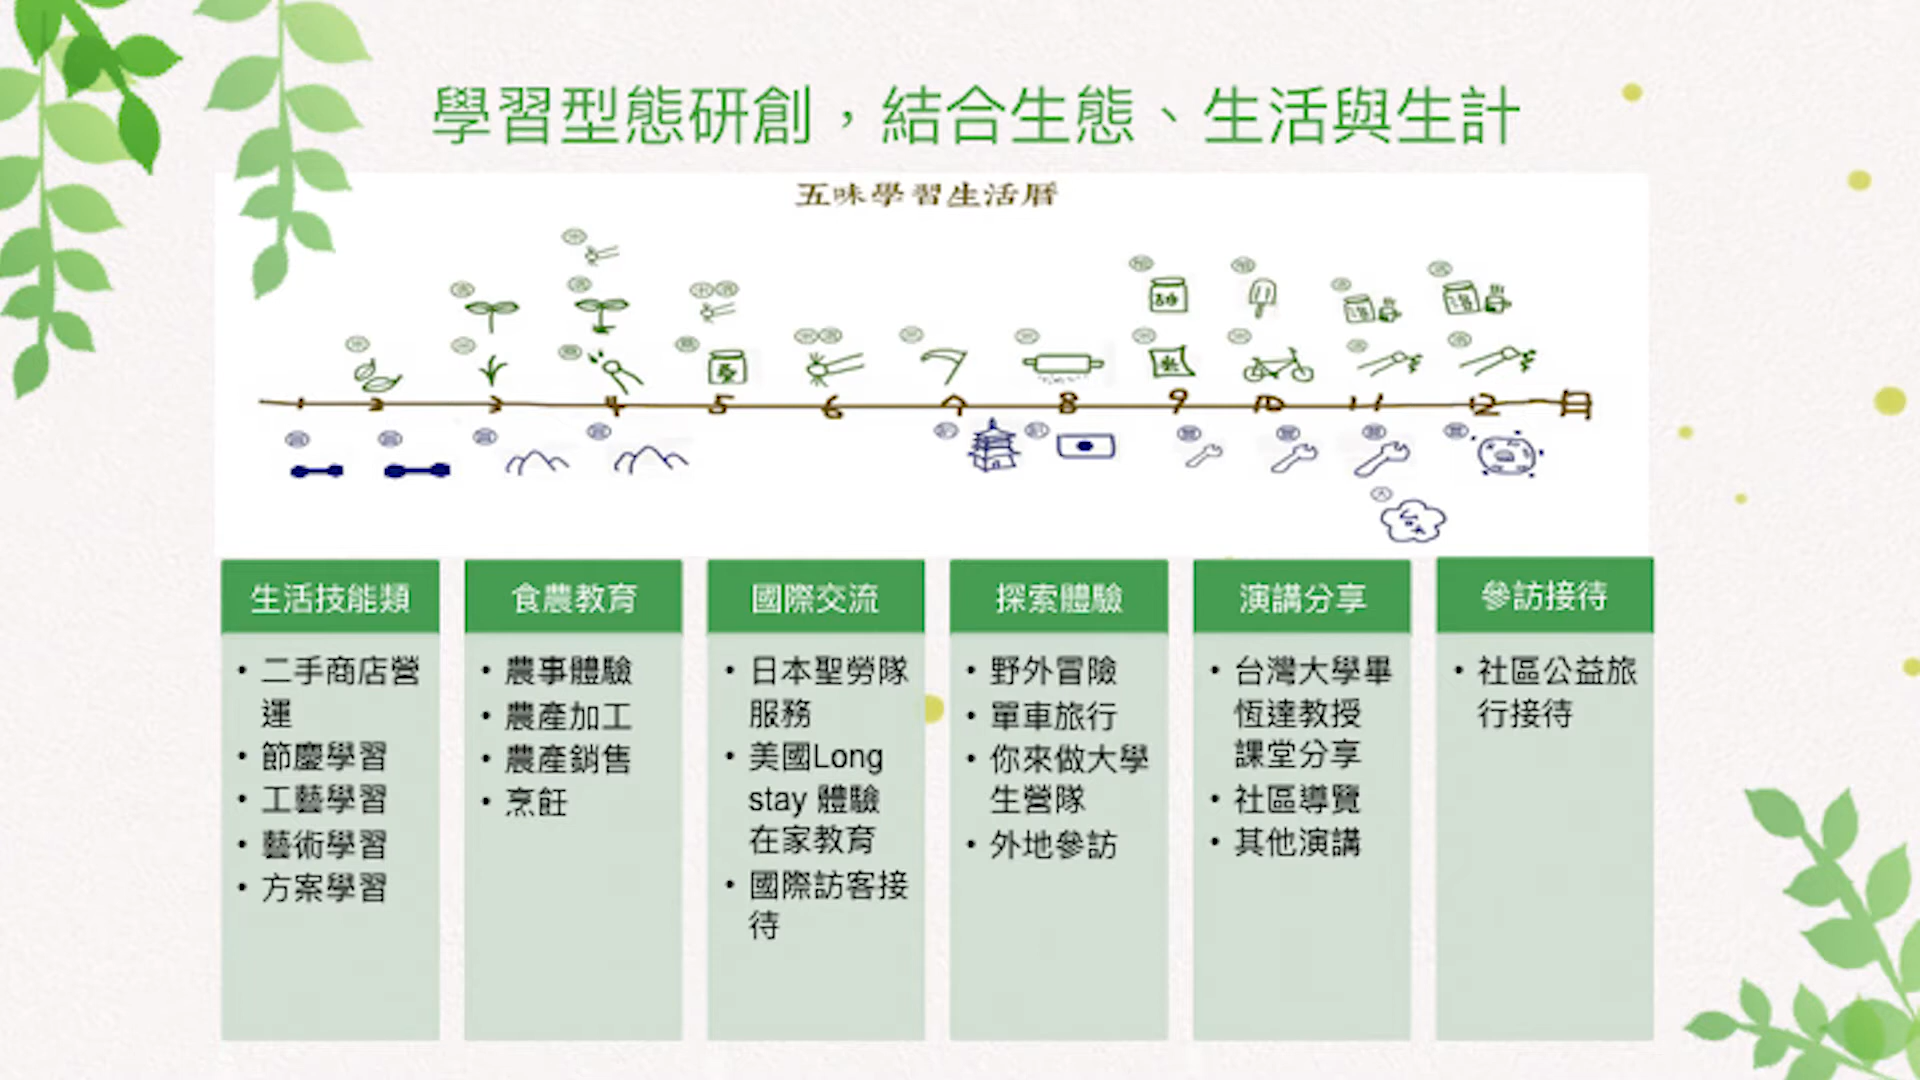 學習型態研創，結合生態、生活與生計
五味學習生活曆
1 2 3 4 5 6 7 8 9 10 11 12 月
生活技能類
• 二手商店營
運
• 節慶學習
• 工藝學習
• 藝術學習
• 方案學習
食農教育
• 農事體驗
• 農產加工
• 農產銷售
• 烹飪
國際交流
• 日本聖勞隊
服務
• 美國Long
stay 體驗
在家教育
• 國際訪客接
待
探索體驗
• 野外冒險
• 單車旅行
• 你來做大學
生營隊
• 外地參訪
演講分享
• 台灣大學畢
恆達教授
課堂分享
• 社區導覽
• 其他演講
參訪接待
• 社區公益旅
行接待